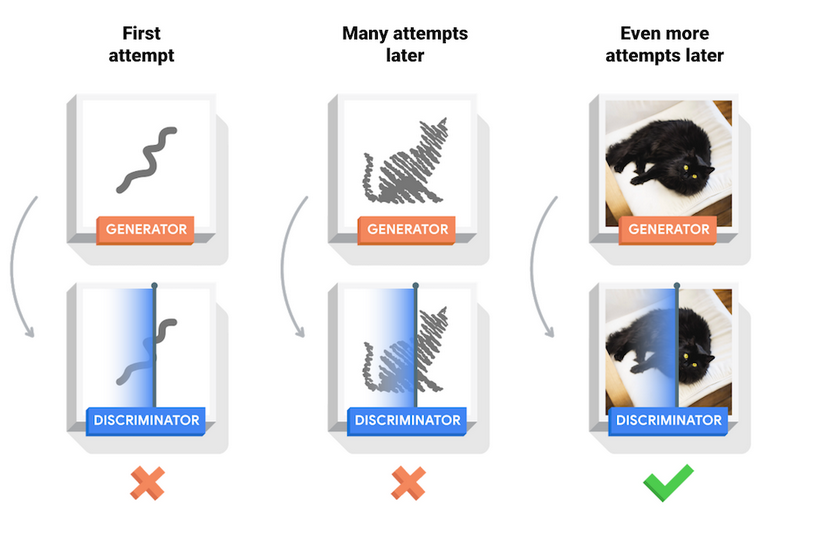 First
attempt
Many attempts
later
Even more
attempts later
GENERATOR
GENERATOR
GENERATOR
DISCRIMINATOR
DISCRIMINATOR
DISCRIMINATOR